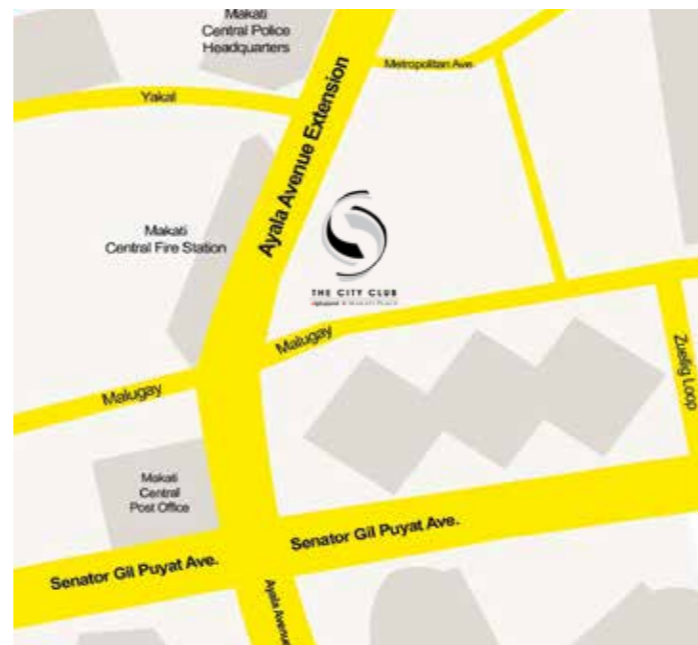 Makati
Central Police
Headquarters
Metropolitan Ave
Yakal
Ayala Avenue Extension
Makati
Central Fire Station
THE CITY CLUB
Malugay
Zuellig Loop
Malugay
Makati
Central
Post Office
Senator Gil Puyat Ave.
Senator Gil Puyat Ave.
Ayala Avenue